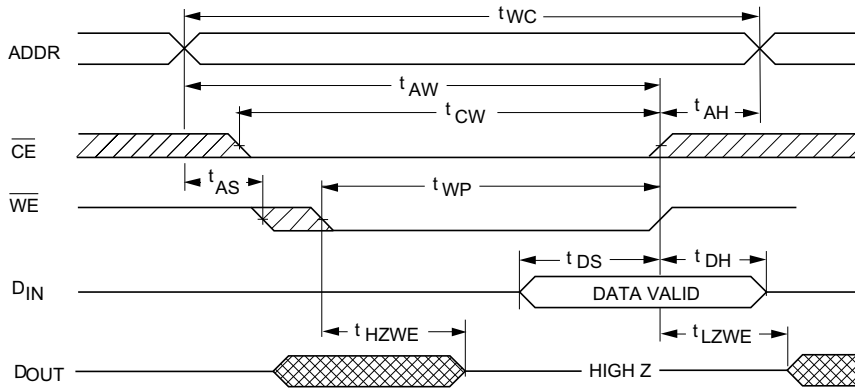 tWC
ADDR
tAW
tCW
tAH
CE
tAS
tWP
WE
tDS
tDH
DIN
DATA VALID
tHZWE
tLZWE
DOUT
HIGH Z